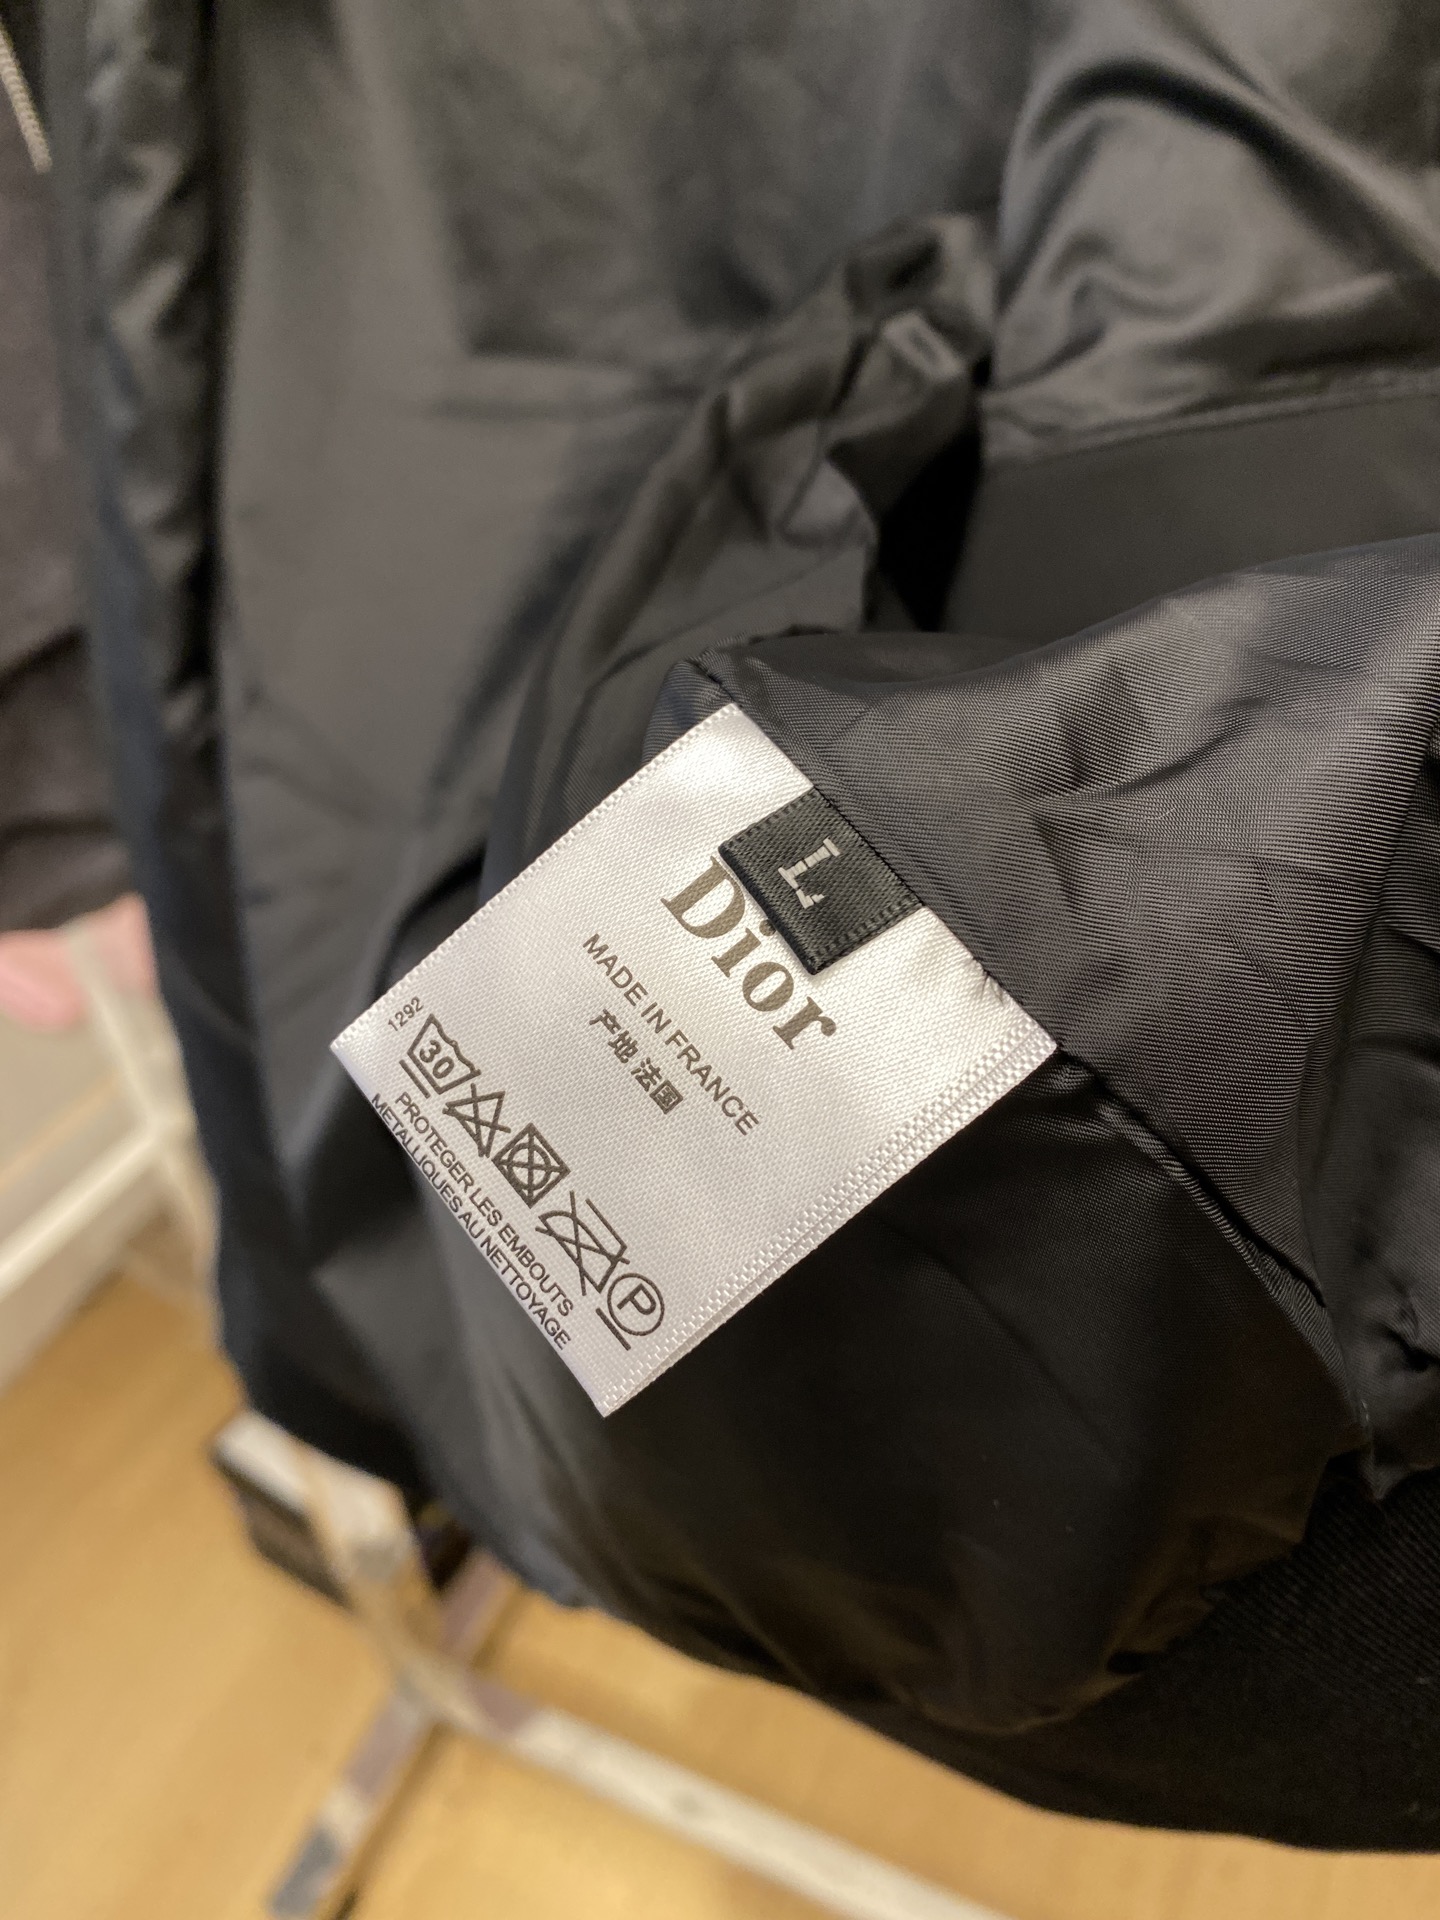 L
Dior
MADE IN FRANCE
产地 法国
1292
30
P
PROTEGER LES EMBOUTS
METALLIQUES AU NETTOYAGE